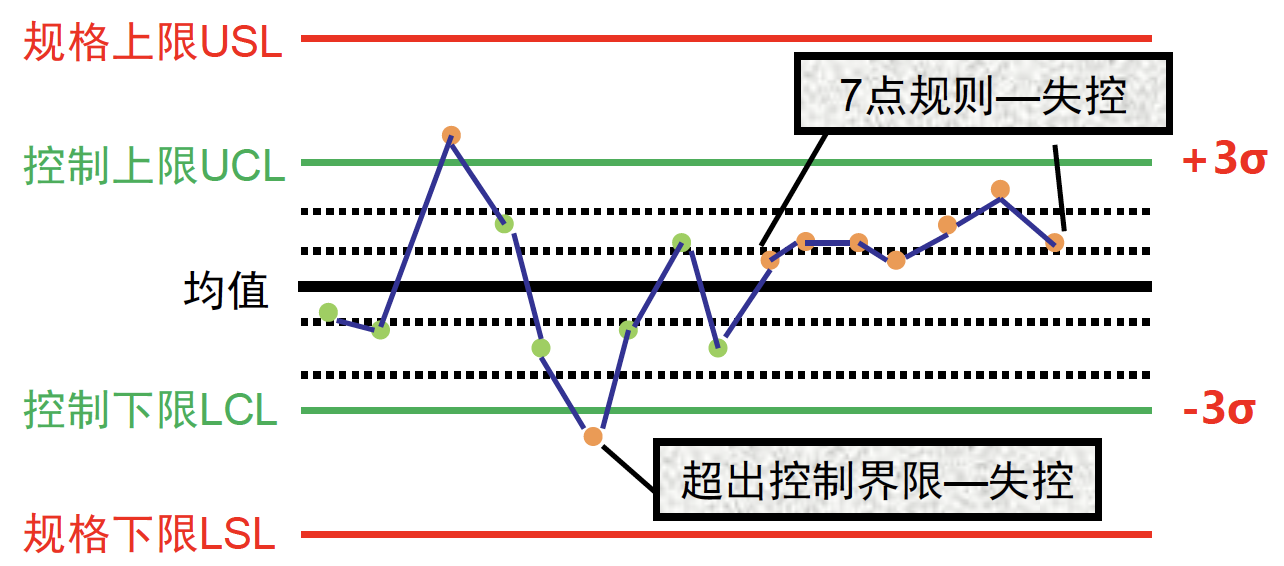 规格上限USL
7点规则—失控
控制上限UCL
+3σ
均值
控制下限LCL
-3σ
超出控制界限—失控
规格下限LSL